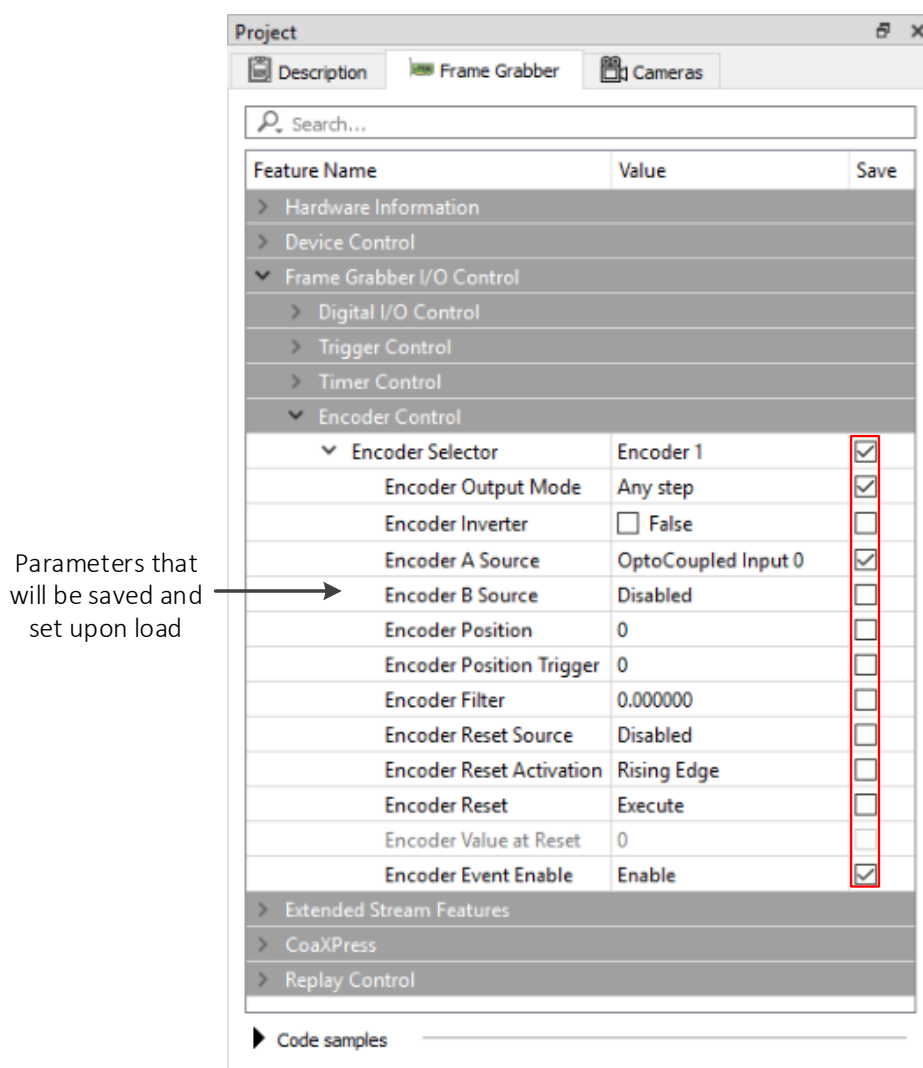 Project
Description
Frame Grabber
Cameras
Search...
Feature Name Value Save
Hardware Information
Device Control
Frame Grabber I/O Control
Digital I/O Control
Trigger Control
Timer Control
Encoder Control
Encoder Selector Encoder 1
Encoder Output Mode Any step
Encoder Inverter False
Encoder A Source OptoCoupled Input 0
Encoder B Source Disabled
Encoder Position 0
Encoder Position Trigger 0
Encoder Filter 0.000000
Encoder Reset Source Disabled
Encoder Reset Activation Rising Edge
Encoder Reset Execute
Encoder Value at Reset 0
Encoder Event Enable Enable
Extended Stream Features
CoaXPress
Replay Control
Code samples
Parameters that
will be saved and
set upon load